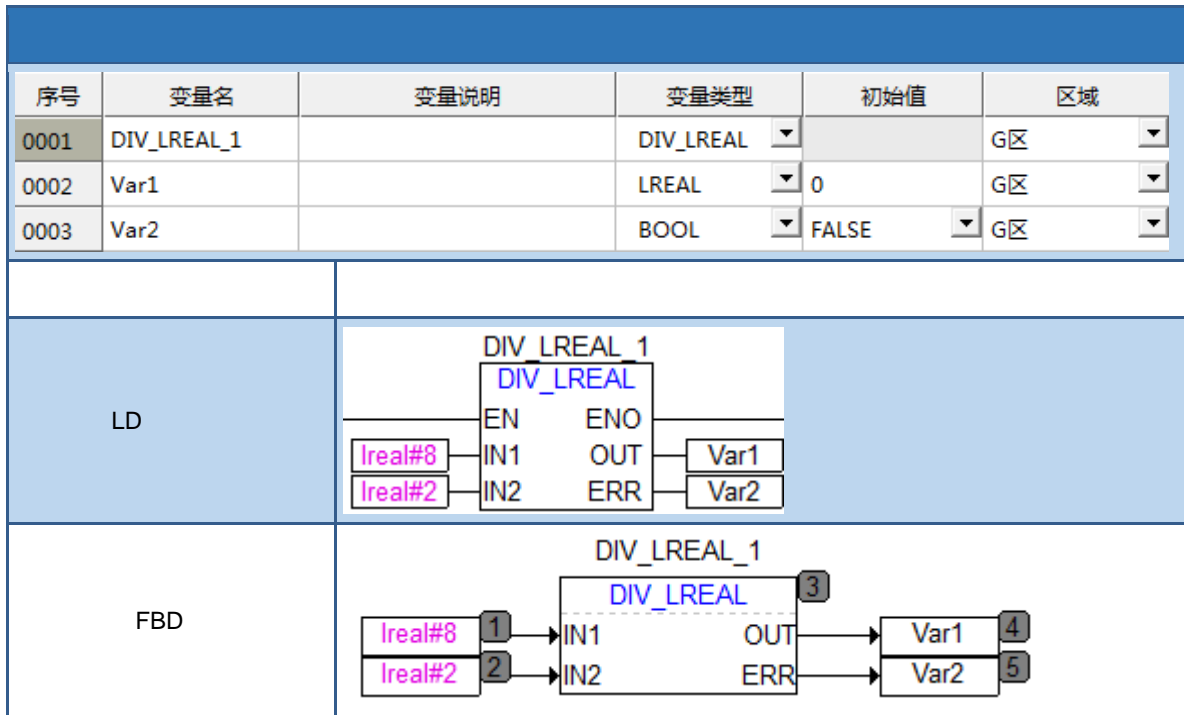 序号 变量名 变量说明 变量类型 初始值 区域
0001 DIV_LREAL_1 DIV_LREAL G区
0002 Var1 LREAL 0 G区
0003 Var2 BOOL FALSE G区
LD
DIV_LREAL_1
DIV_LREAL
EN ENO
lreal#8 IN1 OUT Var1
lreal#2 IN2 ERR Var2
FBD
DIV_LREAL_1
DIV_LREAL 3
lreal#8 1 IN1 OUT Var1 4
lreal#2 2 IN2 ERR Var2 5